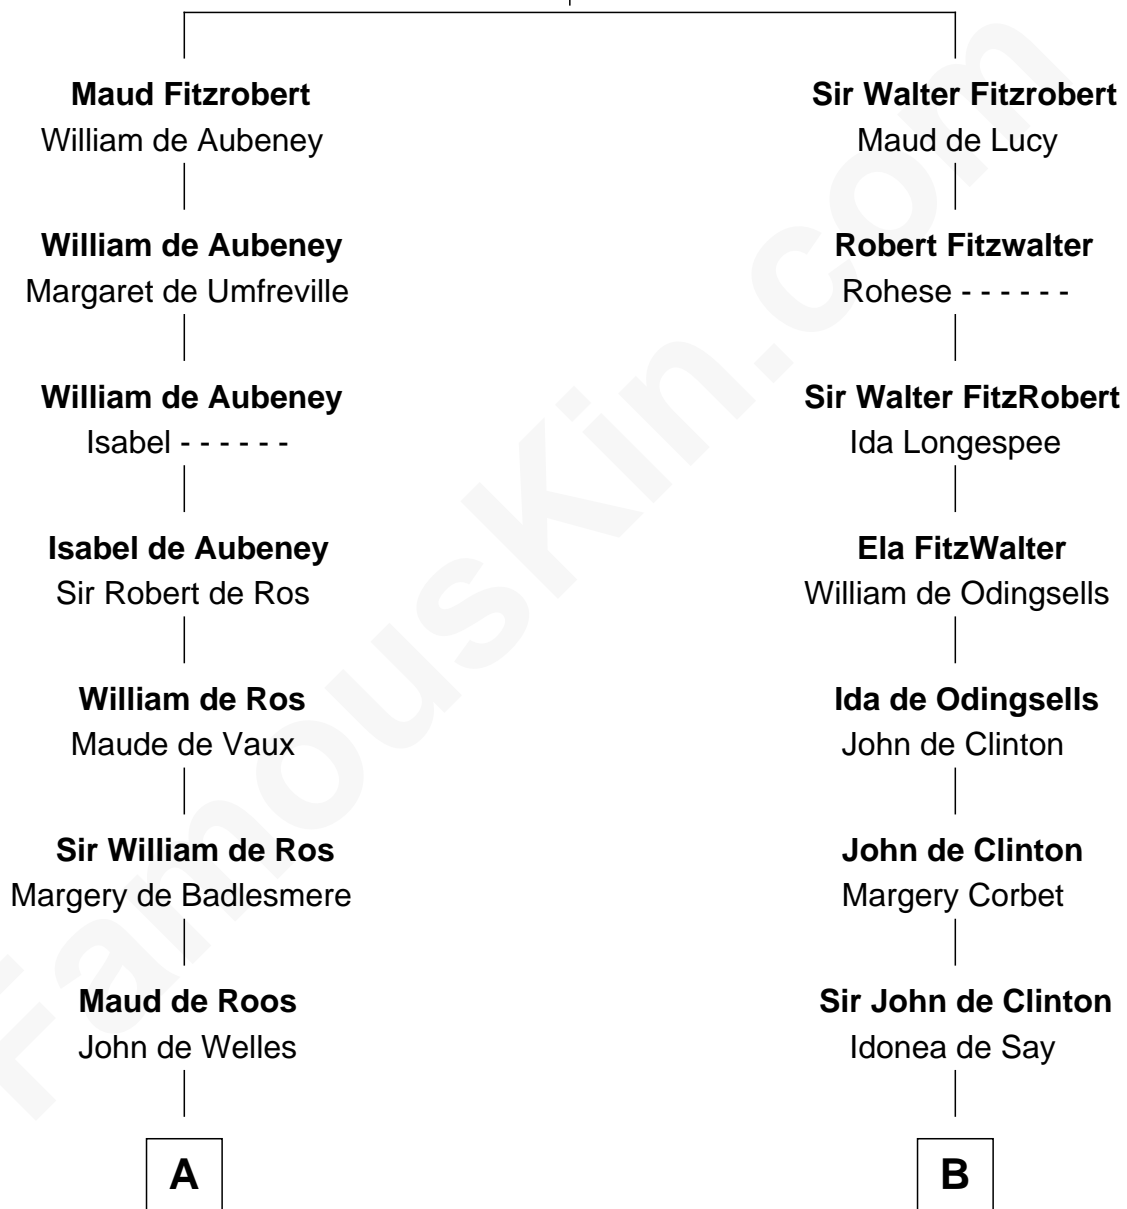 Maud Fitzrobert
William de Aubeney
William de Aubeney
Margaret de Umfreville
William de Aubeney
Isabel - - - - - -
Isabel de Aubeney
Sir Robert de Ros
William de Ros
Maude de Vaux
Sir William de Ros
Margery de Badlesmere
Maud de Roos
John de Welles
A
Sir Walter Fitzrobert
Maud de Lucy
Robert Fitzwalter
Rohese - - - - - -
Sir Walter FitzRobert
Ida Longespee
Ela FitzWalter
William de Odingsells
Ida de Odingsells
John de Clinton
John de Clinton
Margery Corbet
Sir John de Clinton
Idonea de Say
B
FamousKin.com